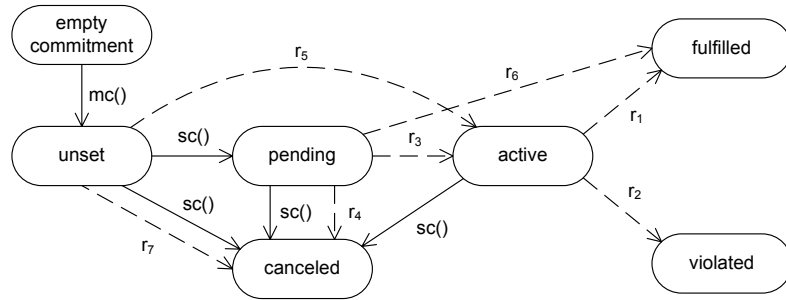 empty
commitment
fulfilled
r5
r6
mc()
r1
sc()
r3
unset
pending
active
sc()
sc()
r4
r2
sc()
r7
canceled
violated